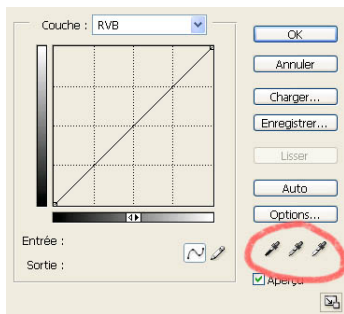 Couche : RVB
OK
Annuler
Charger...
Enregistrer...
Lisser
Auto
Options...
Entrée :
Sortie :
Aperçu